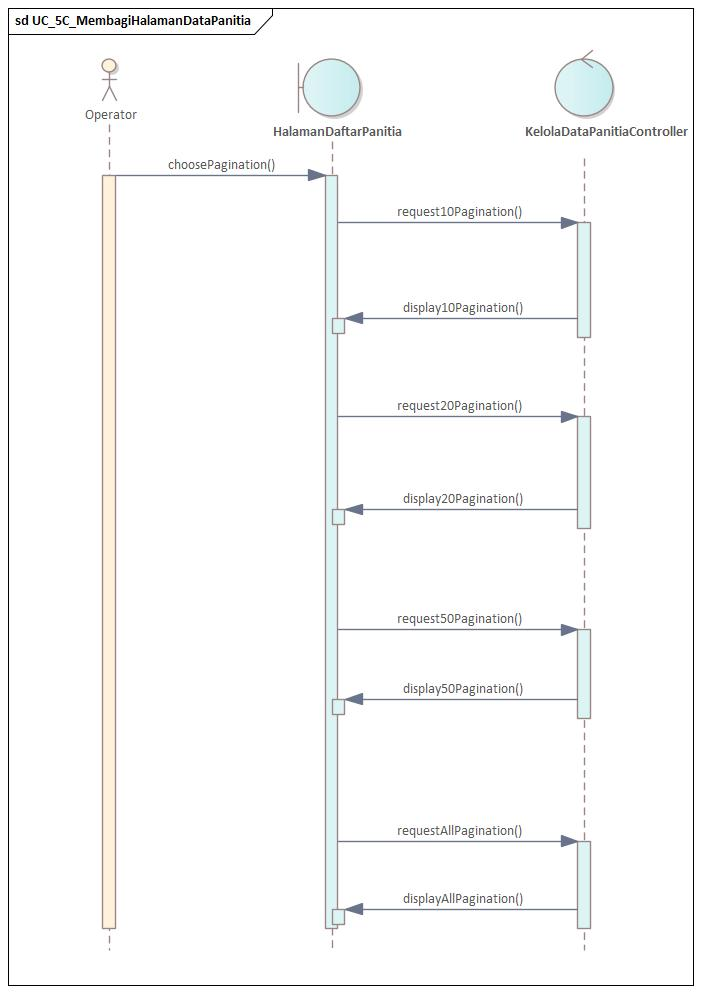 sd UC_5C_MembagiHalamanDataPanitia
Operator
HalamanDaftarPanitia
KelolaDataPanitiaController
choosePagination()
request10Pagination()
display10Pagination()
request20Pagination()
display20Pagination()
request50Pagination()
display50Pagination()
requestAllPagination()
displayAllPagination()